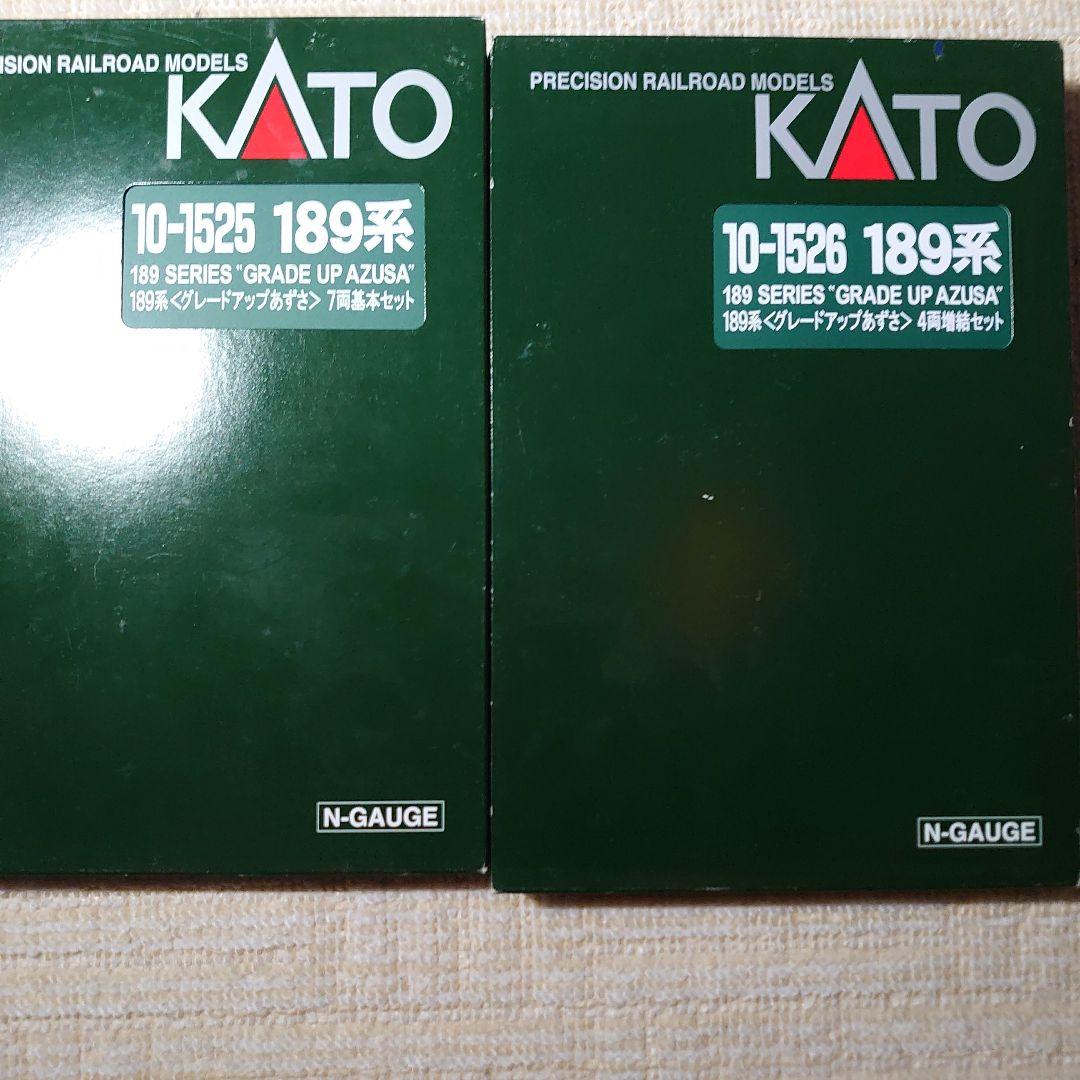 ISION RAILROAD MODELS
KATO
10-1525 189系
189 SERIES "GRADE UP AZUSA"
189系<グレードアップあずさ> 7両基本セット
N-GAUGE
PRECISION RAILROAD MODELS
KATO
10-1526 189系
189 SERIES "GRADE UP AZUSA"
189系<グレードアップあずさ> 4両増結セット
N-GAUGE